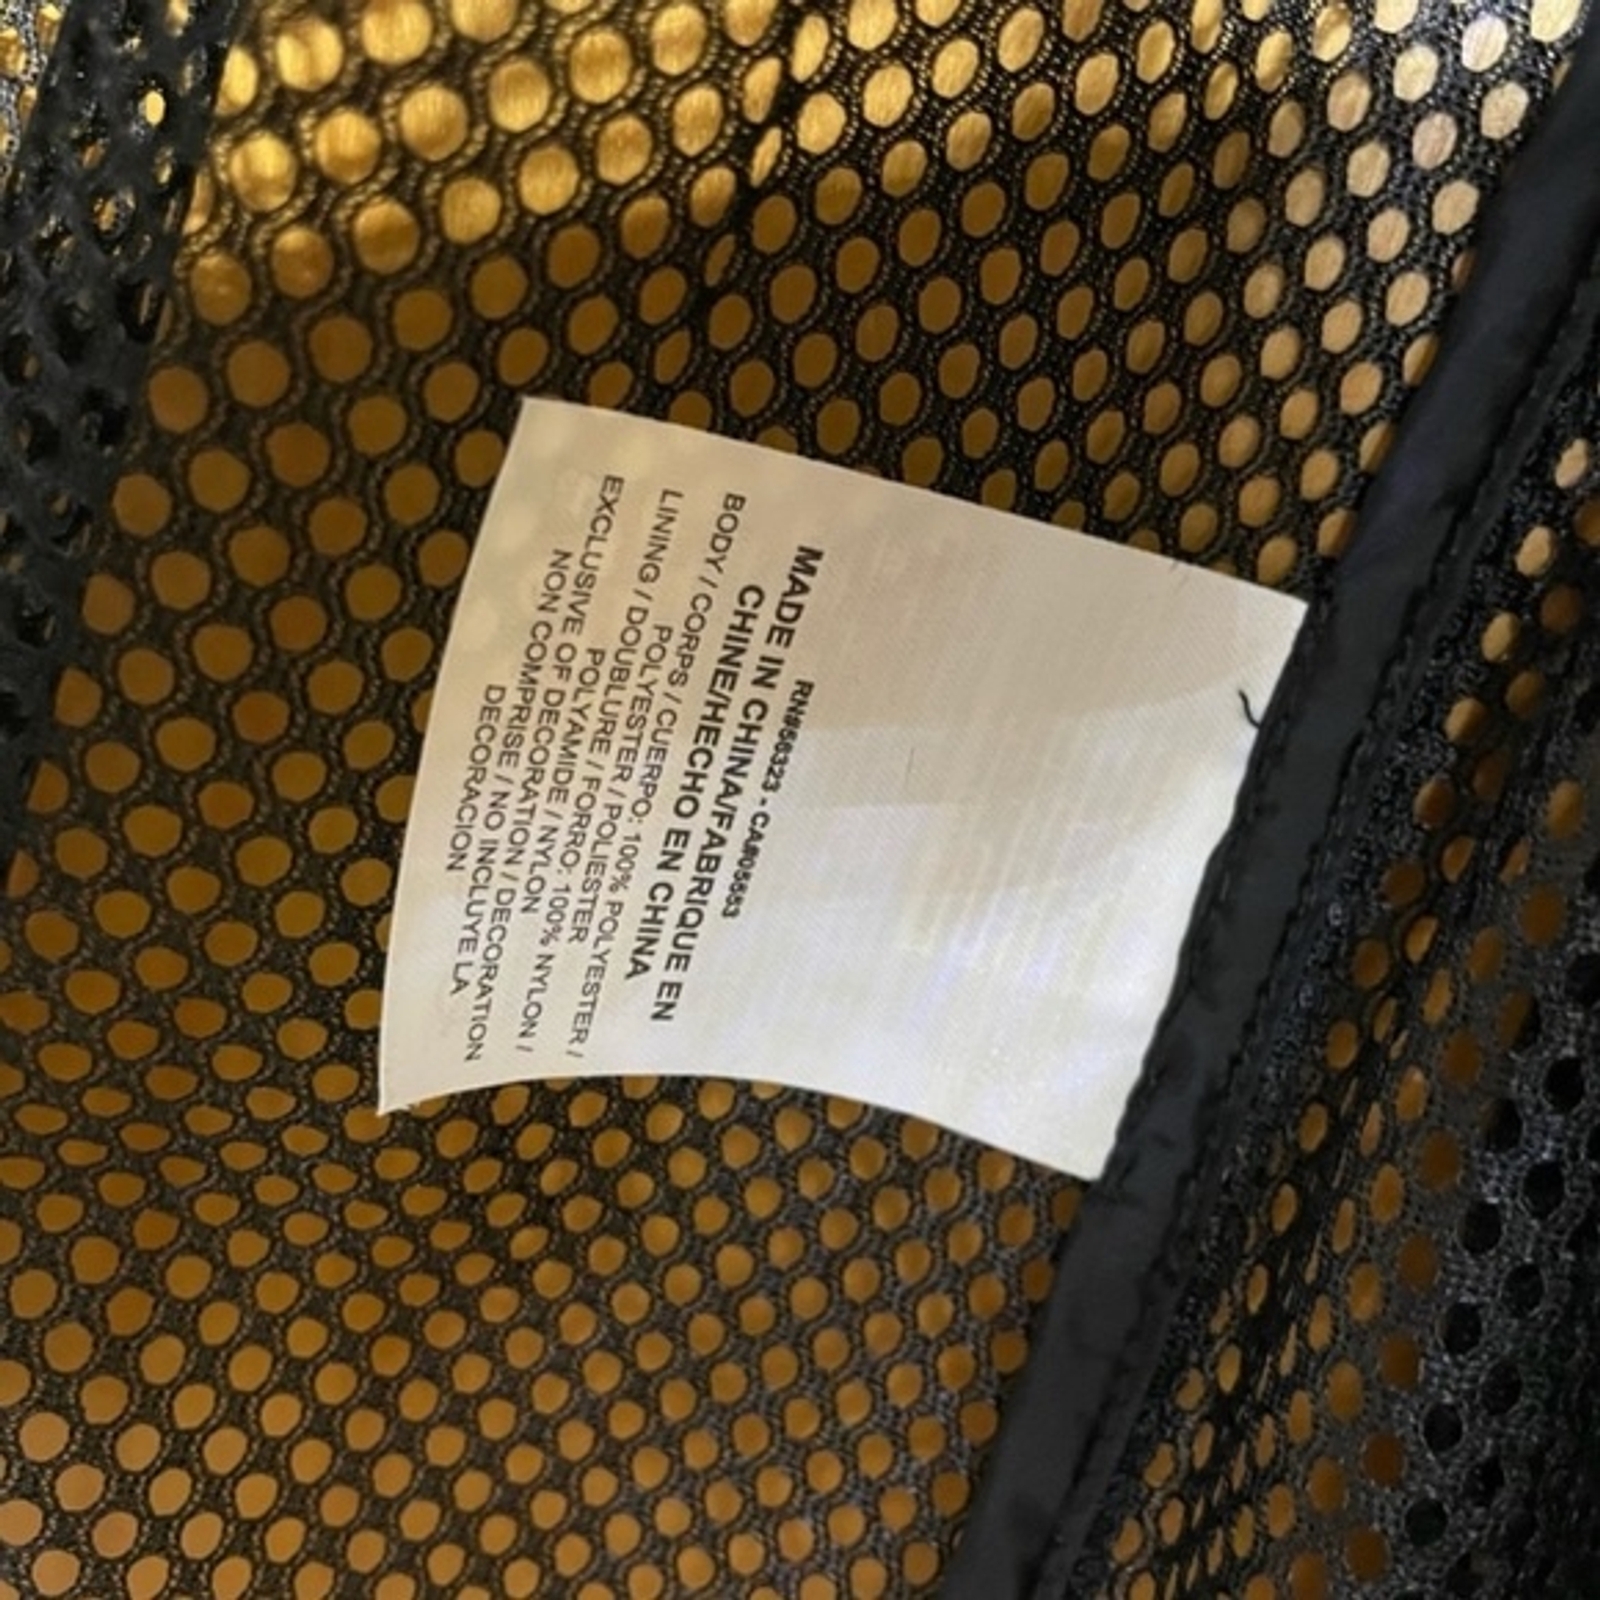 RN#56323 - CA#05553
MADE IN CHINA/FABRIQUE EN
CHINE/HECHO EN CHINA
BODY / CORPS / CUERPO: 100% POLYESTER /
POLYESTER / POLIESTER
LINING / DOUBLURE / FORRO: 100% NYLON /
POLYAMIDE / NYLON
EXCLUSIVE OF DECORATION / DECORATION
NON COMPRISE / NO INCLUYE LA
DECORACION